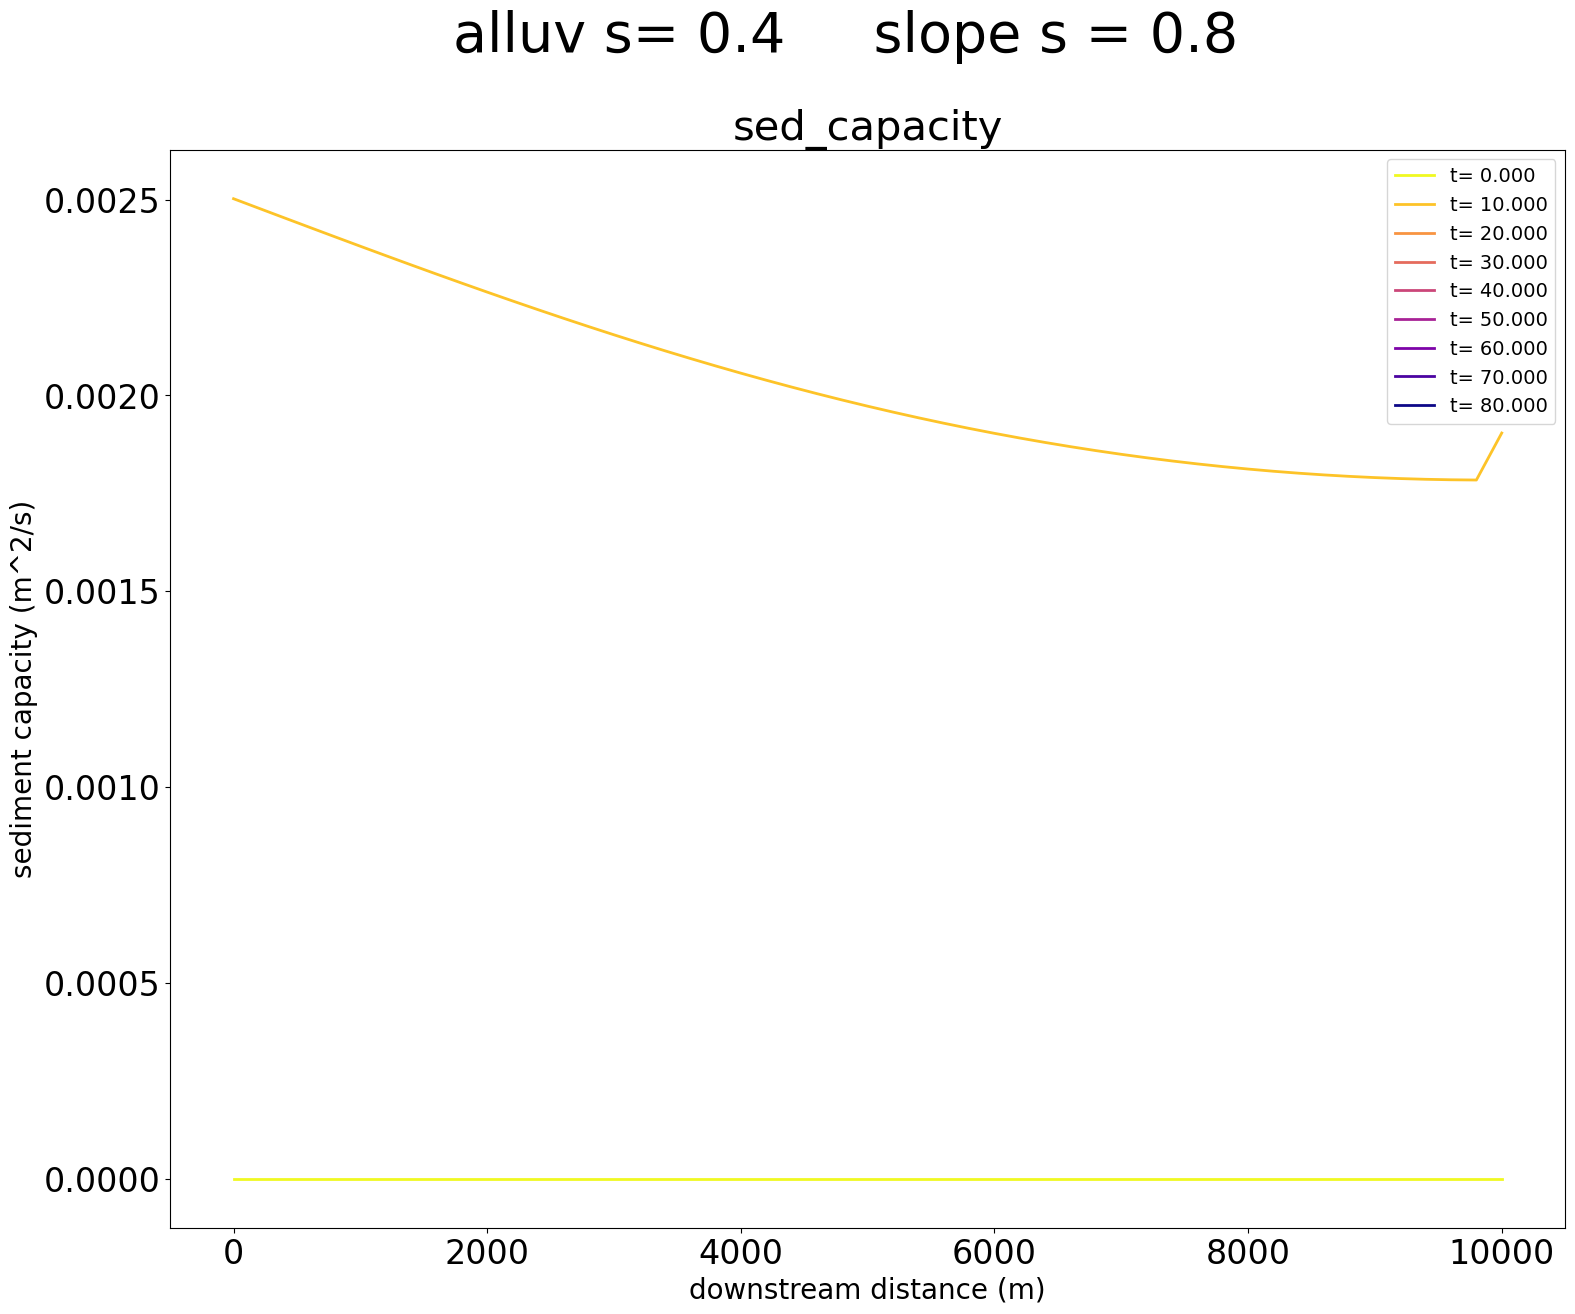 alluv s= 0.4     slope s = 0.8
sed_capacity
t= 0.000
t= 10.000
t= 20.000
t= 30.000
t= 40.000
t= 50.000
t= 60.000
t= 70.000
t= 80.000
sediment capacity (m^2/s)
0.0025
0.0020
0.0015
0.0010
0.0005
0.0000
0 2000 4000 6000 8000 10000
downstream distance (m)